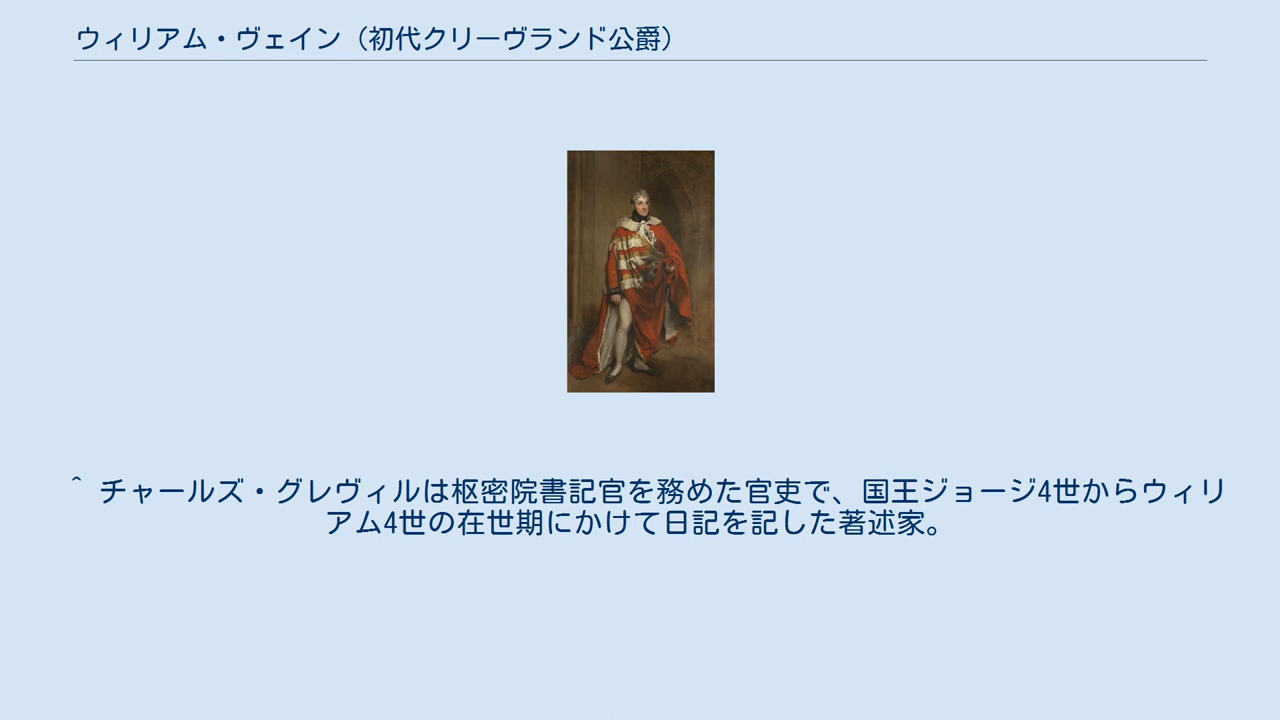 ウィリアム・ヴェイン（初代クリーヴランド公爵）
^ チャールズ・グレヴィルは枢密院書記官を務めた官吏で、国王ジョージ4世からウィリ
アム4世の在世期にかけて日記を記した著述家。